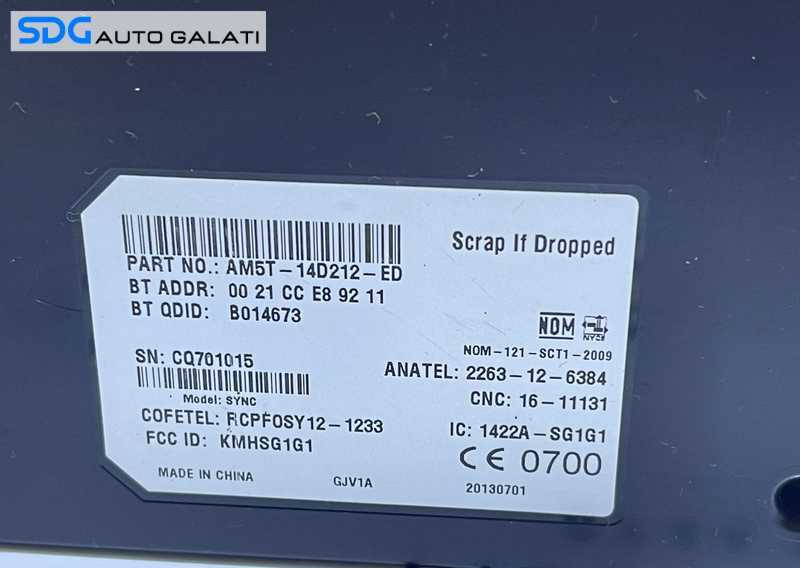 SDG AUTO GALATI
Scrap If Dropped
PART NO.: AM5T-14D212-ED
BT ADDR: 00 21 CC E8 92 11
BT QDID: B014673
NOM NYCE
NOM-121-SCT1-2009
SN: CQ701015
ANATEL: 2263-12-6384
Model: SYNC
CNC: 16-11131
COFETEL: RCPFOSY12-1233
IC: 1422A-SG1G1
FCC ID: KMHSG1G1
CE 0700
MADE IN CHINA
GJV1A
20130701